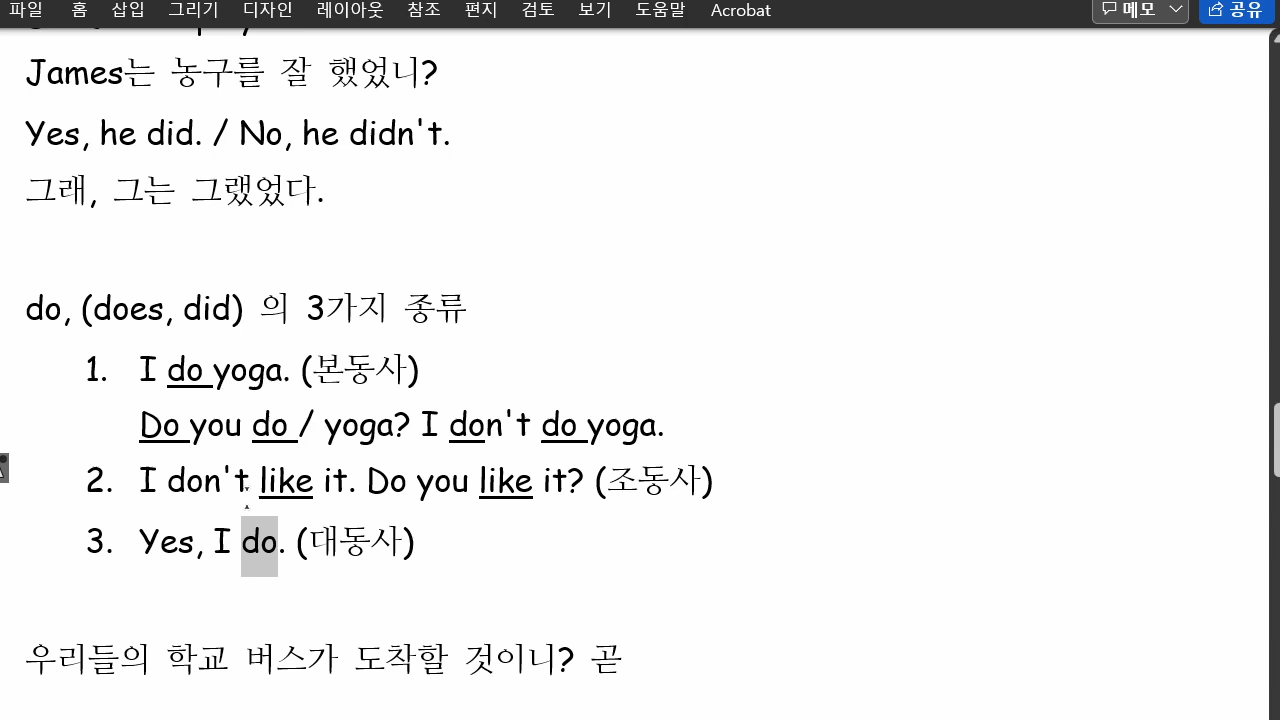 파일 홈 삽입 그리기 디자인 레이아웃 참조 편지 검토 보기 도움말 Acrobat 메모 공유
James는 농구를 잘 했었니?
Yes, he did. / No, he didn't.
그래, 그는 그랬었다.
do, (does, did) 의 3가지 종류
1. I do yoga. (본동사)
Do you do / yoga? I don't do yoga.
2. I don't like it. Do you like it? (조동사)
3. Yes, I do. (대동사)
우리들의 학교 버스가 도착할 것이니? 곧